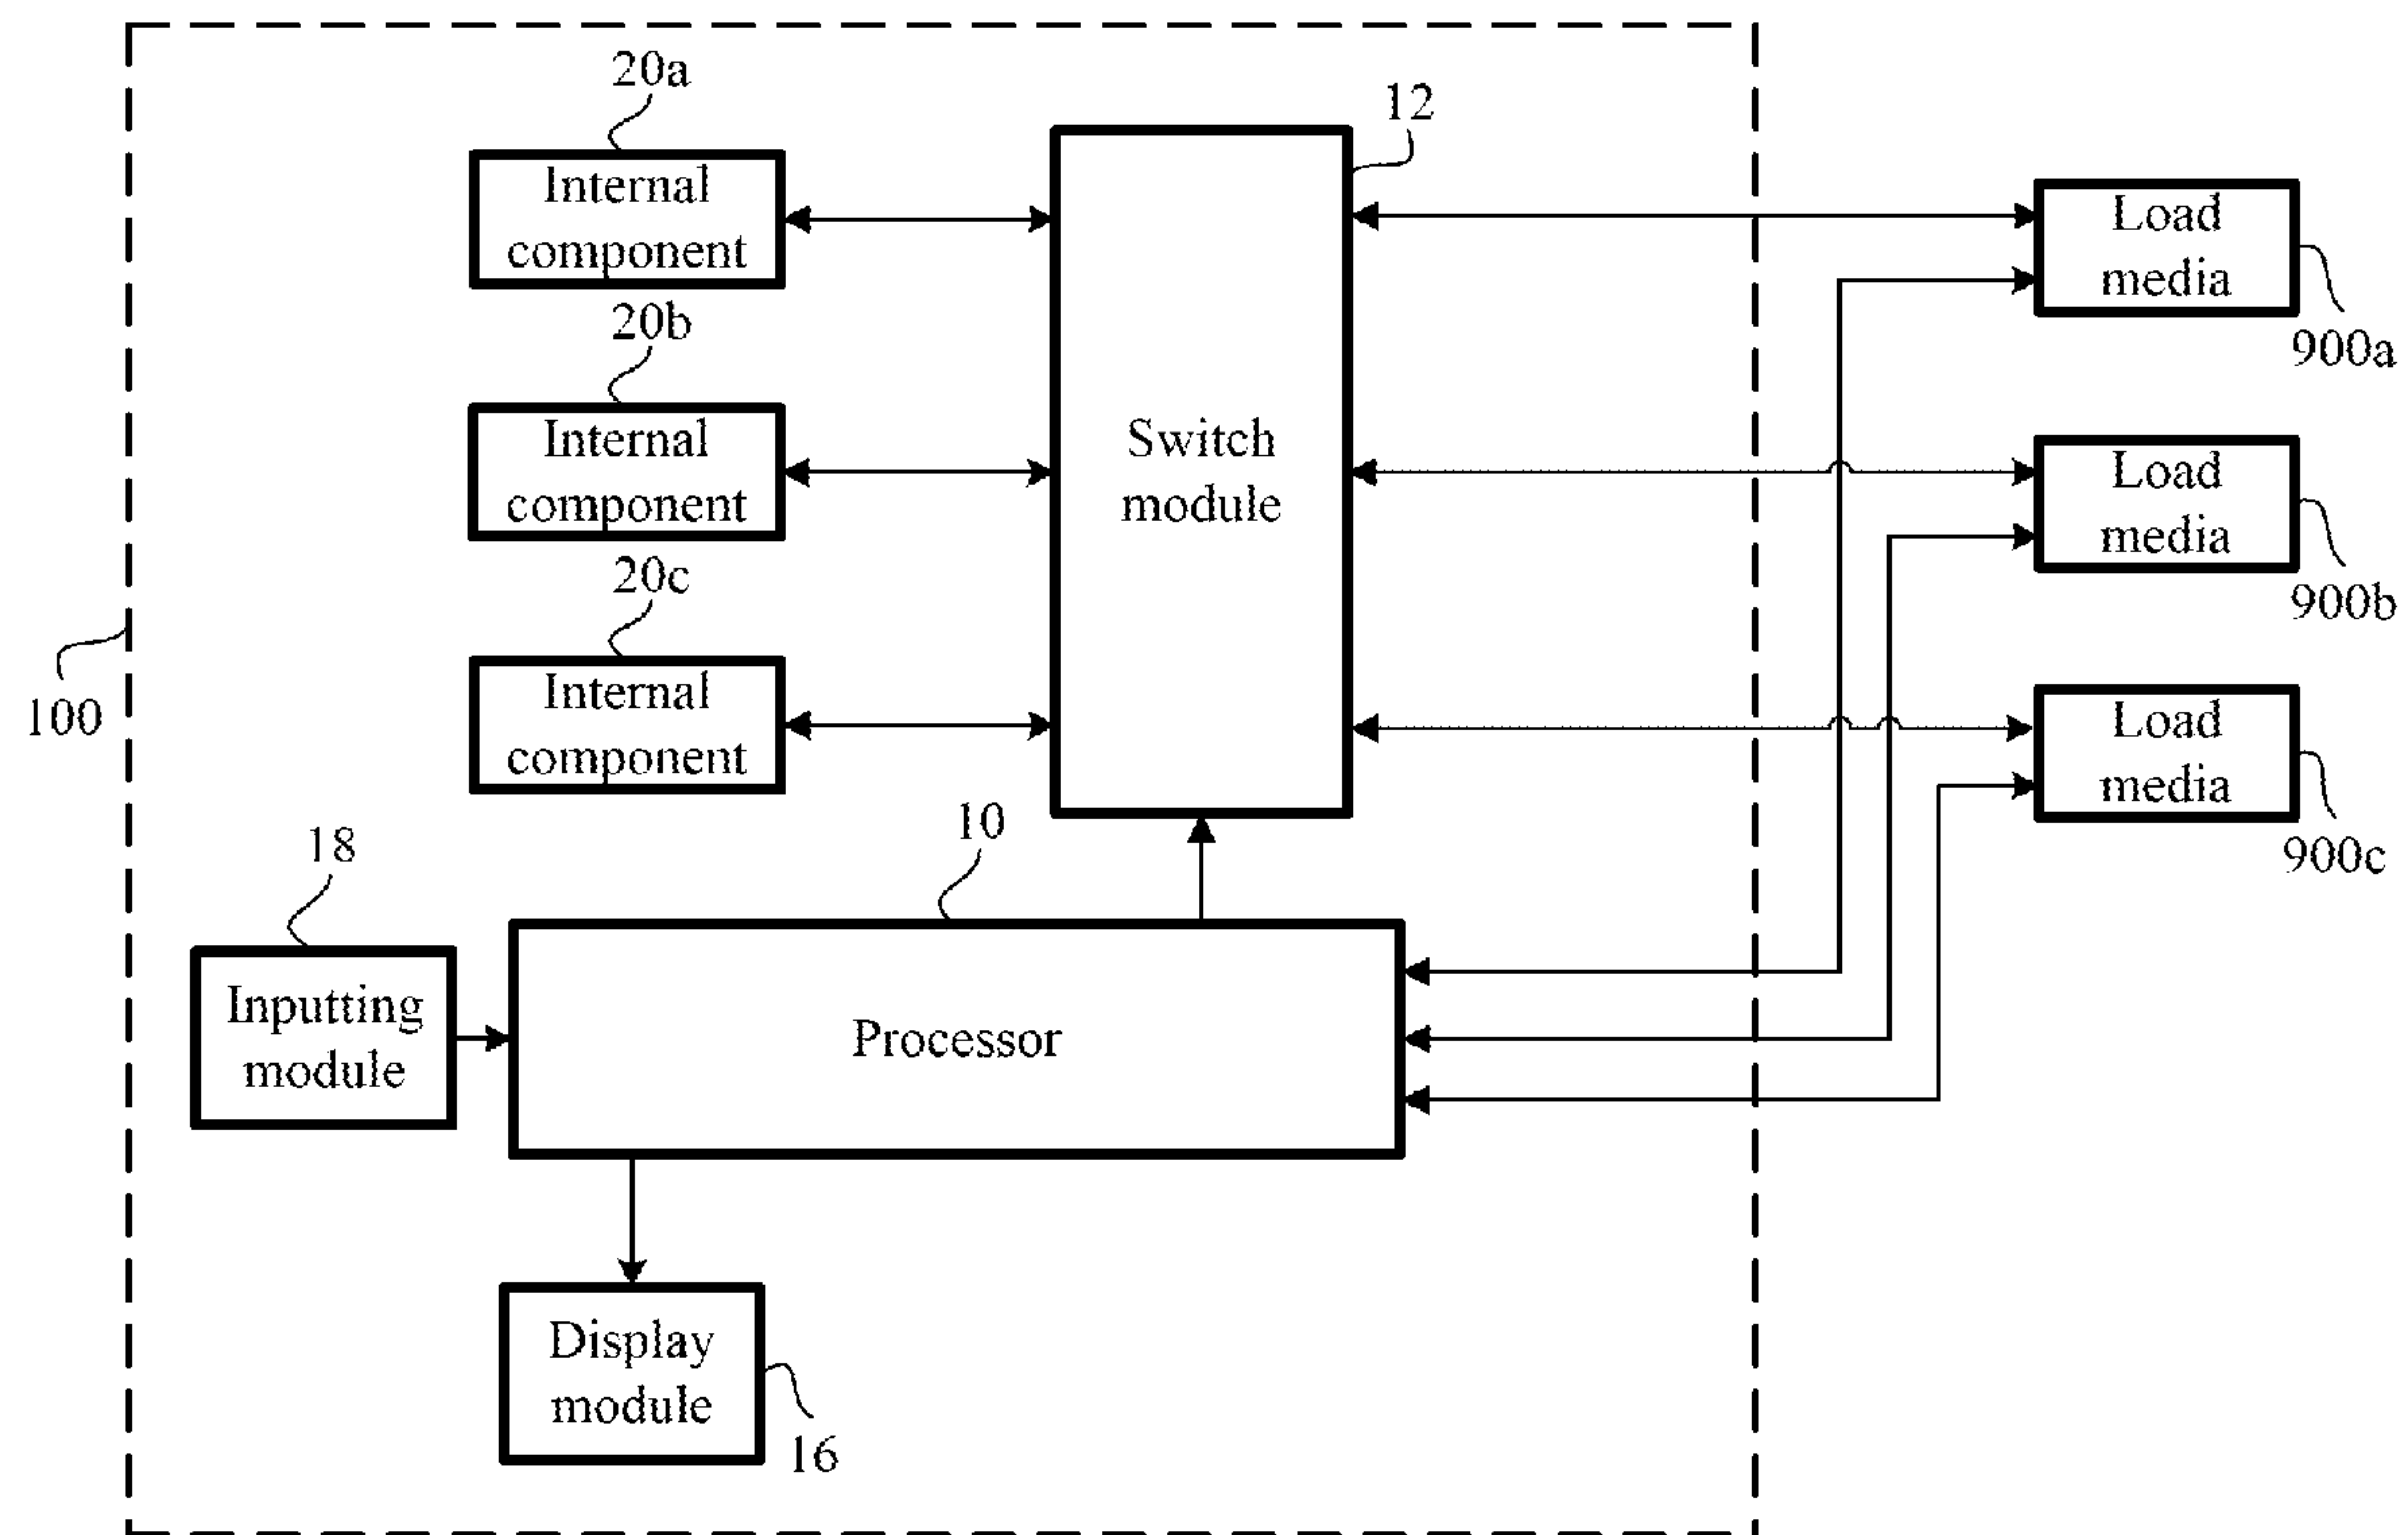 20a
12
Internal
component
Load
media
900a
20b
Internal
component
Switch
module
Load
media
900b
20c
Internal
component
Load
media
900c
100
10
18
Inputting
module
Processor
Display
module
16